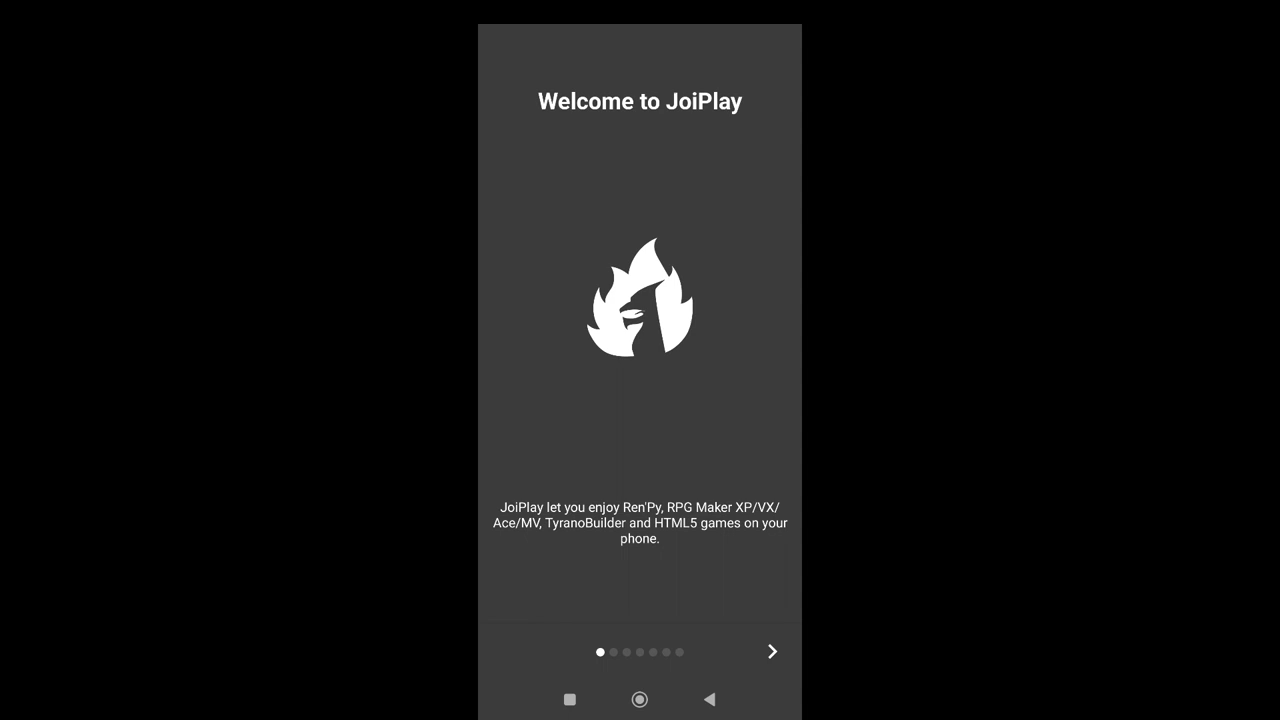 Welcome to JoiPlay
JoiPlay let you enjoy Ren'Py, RPG Maker XP/VX/
Ace/MV, TyranoBuilder and HTML5 games on your
phone.